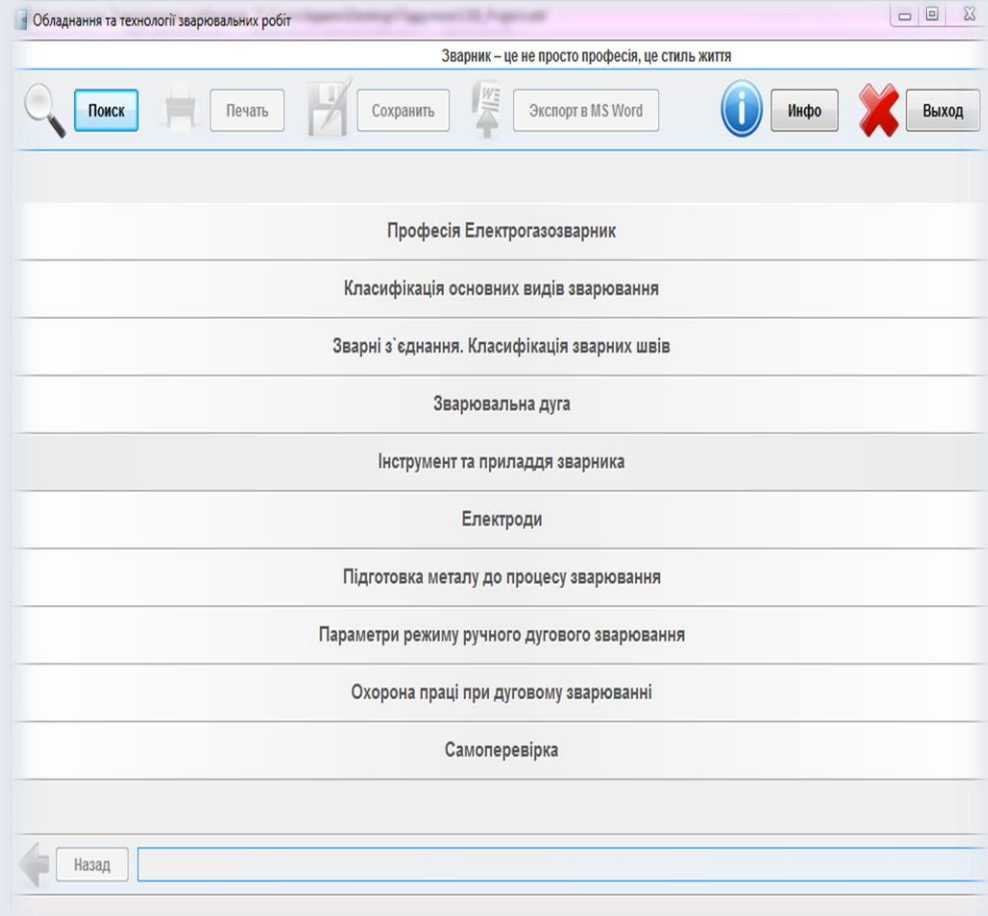 Обладнання та технології зварювальних робіт
Зварник – це не просто професія, це стиль життя
Поиск Печать Сохранить Экспорт в MS Word Инфо Выход
Професія Електрогазозварник
Класифікація основних видів зварювання
Зварні з`єднання. Класифікація зварних швів
Зварювальна дуга
Інструмент та приладдя зварника
Електроди
Підготовка металу до процесу зварювання
Параметри режиму ручного дугового зварювання
Охорона праці при дуговому зварюванні
Самоперевірка
Назад